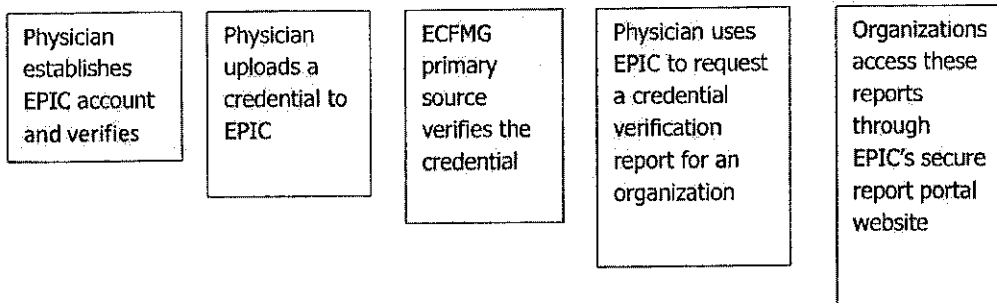 Physician
establishes
EPIC account
and verifies
Physician
uploads a
credential to
EPIC
ECFMG
primary
source
verifies the
credential
Physician uses
EPIC to request
a credential
verification
report for an
organization
Organizations
access these
reports
through
EPIC's secure
report portal
website